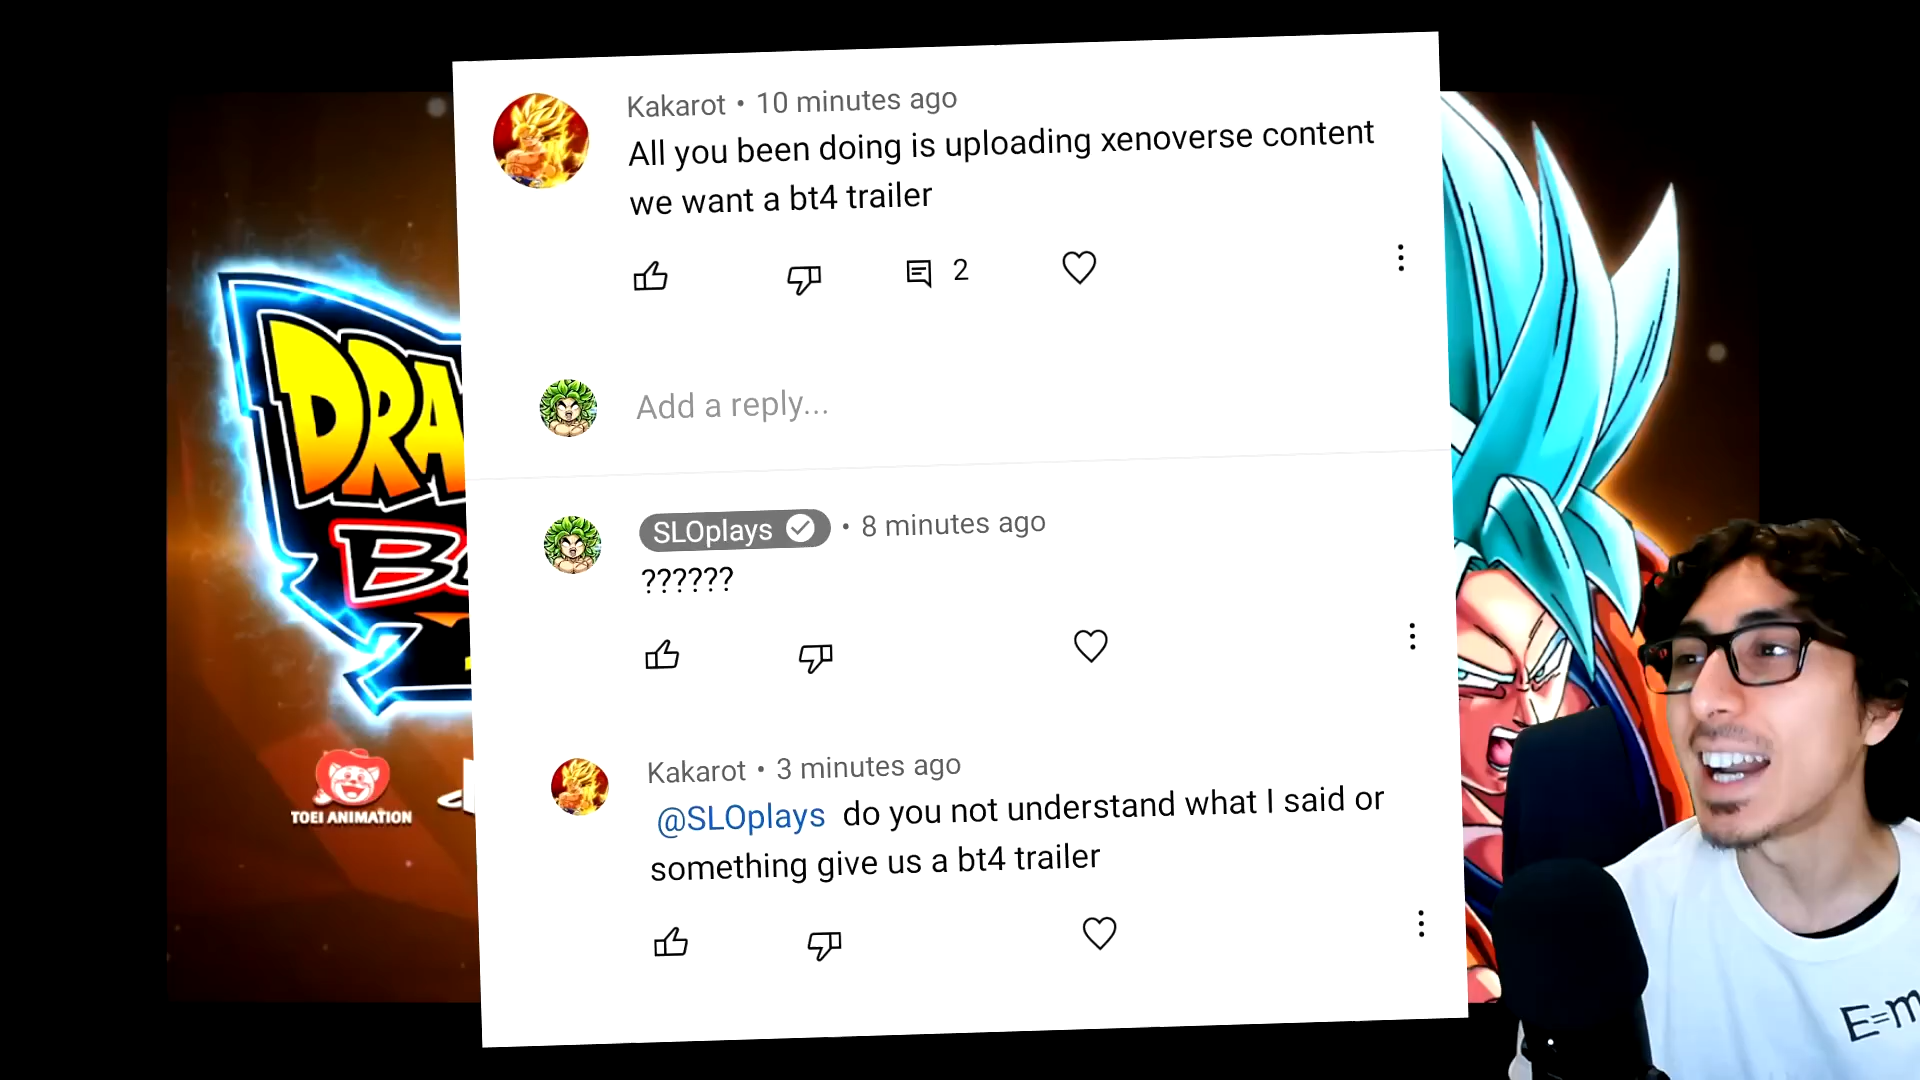 Kakarot • 10 minutes ago
All you been doing is uploading xenoverse content
we want a bt4 trailer
2
Add a reply...
SLOplays • 8 minutes ago
??????
Kakarot • 3 minutes ago
@SLOplays do you not understand what I said or
something give us a bt4 trailer
DRA
TOEI ANIMATION
E=m